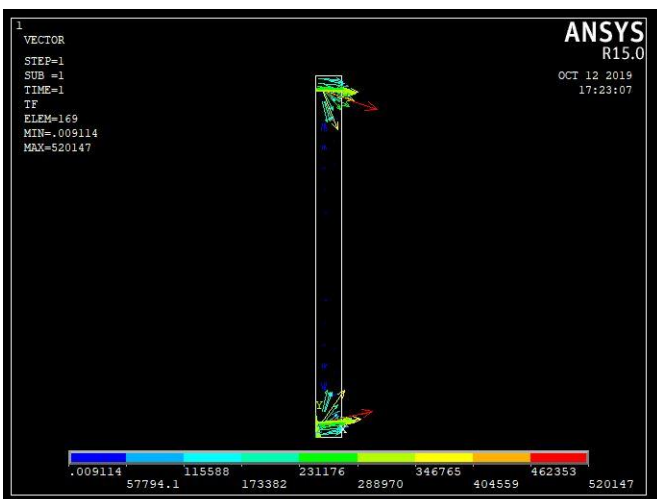 1
VECTOR
STEP=1
SUB =1
TIME=1
TF
ELEM=169
MIN=.009114
MAX=520147
ANSYS
R15.0
OCT 12 2019
17:23:07
Y
X
.009114 115588 231176 346765 462353
57794.1 173382 288970 404559 520147